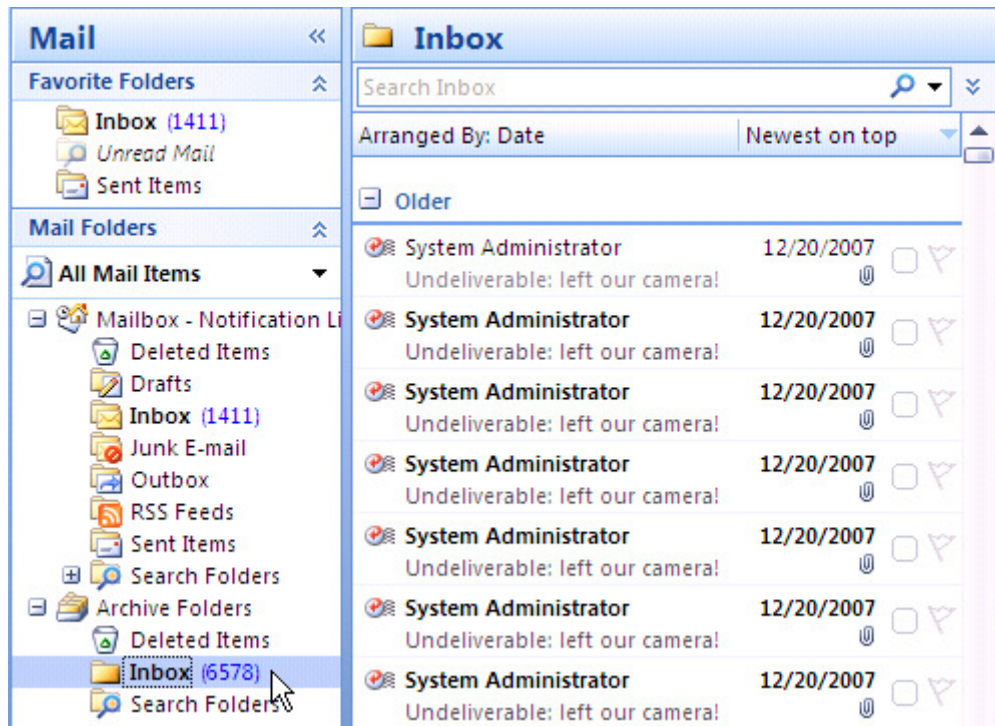 Mail
Favorite Folders
Inbox (1411)
Unread Mail
Sent Items
Mail Folders
All Mail Items
Mailbox - Notification Li
Deleted Items
Drafts
Inbox (1411)
Junk E-mail
Outbox
RSS Feeds
Sent Items
Search Folders
Archive Folders
Deleted Items
Inbox (6578)
Search Folders
Inbox
Search Inbox
Arranged By: Date Newest on top
Older
System Administrator 12/20/2007
Undeliverable: left our camera!
System Administrator 12/20/2007
Undeliverable: left our camera!
System Administrator 12/20/2007
Undeliverable: left our camera!
System Administrator 12/20/2007
Undeliverable: left our camera!
System Administrator 12/20/2007
Undeliverable: left our camera!
System Administrator 12/20/2007
Undeliverable: left our camera!
System Administrator 12/20/2007
Undeliverable: left our camera!